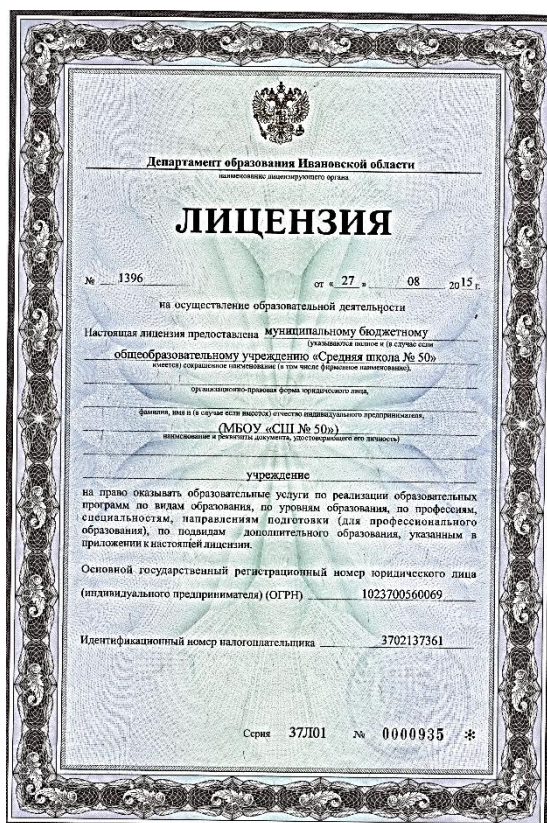 Департамент образования Ивановской области
наименование лицензирующего органа
ЛИЦЕНЗИЯ
№ 1396 от « 27 » 08 2015 г.
на осуществление образовательной деятельности
Настоящая лицензия предоставлена муниципальному бюджетному
(указываются полное и (в случае если
общеобразовательному учреждению «Средняя школа № 50»
имеется) сокращенное наименование (в том числе фирменное наименование),
организационно-правовая форма юридического лица,
фамилия, имя и (в случае если имеется) отчество индивидуального предпринимателя,
(МБОУ «СШ № 50»)
наименование и реквизиты документа, удостоверяющего его личность)
учреждение
на право оказывать образовательные услуги по реализации образовательных
программ по видам образования, по уровням образования, по профессиям,
специальностям, направлениям подготовки (для профессионального
образования), по подвидам дополнительного образования, указанным в
приложении к настоящей лицензии.
Основной государственный регистрационный номер юридического лица
(индивидуального предпринимателя) (ОГРН) 1023700560069
Идентификационный номер налогоплательщика 3702137361
Серия 37Л01 № 0000935 *